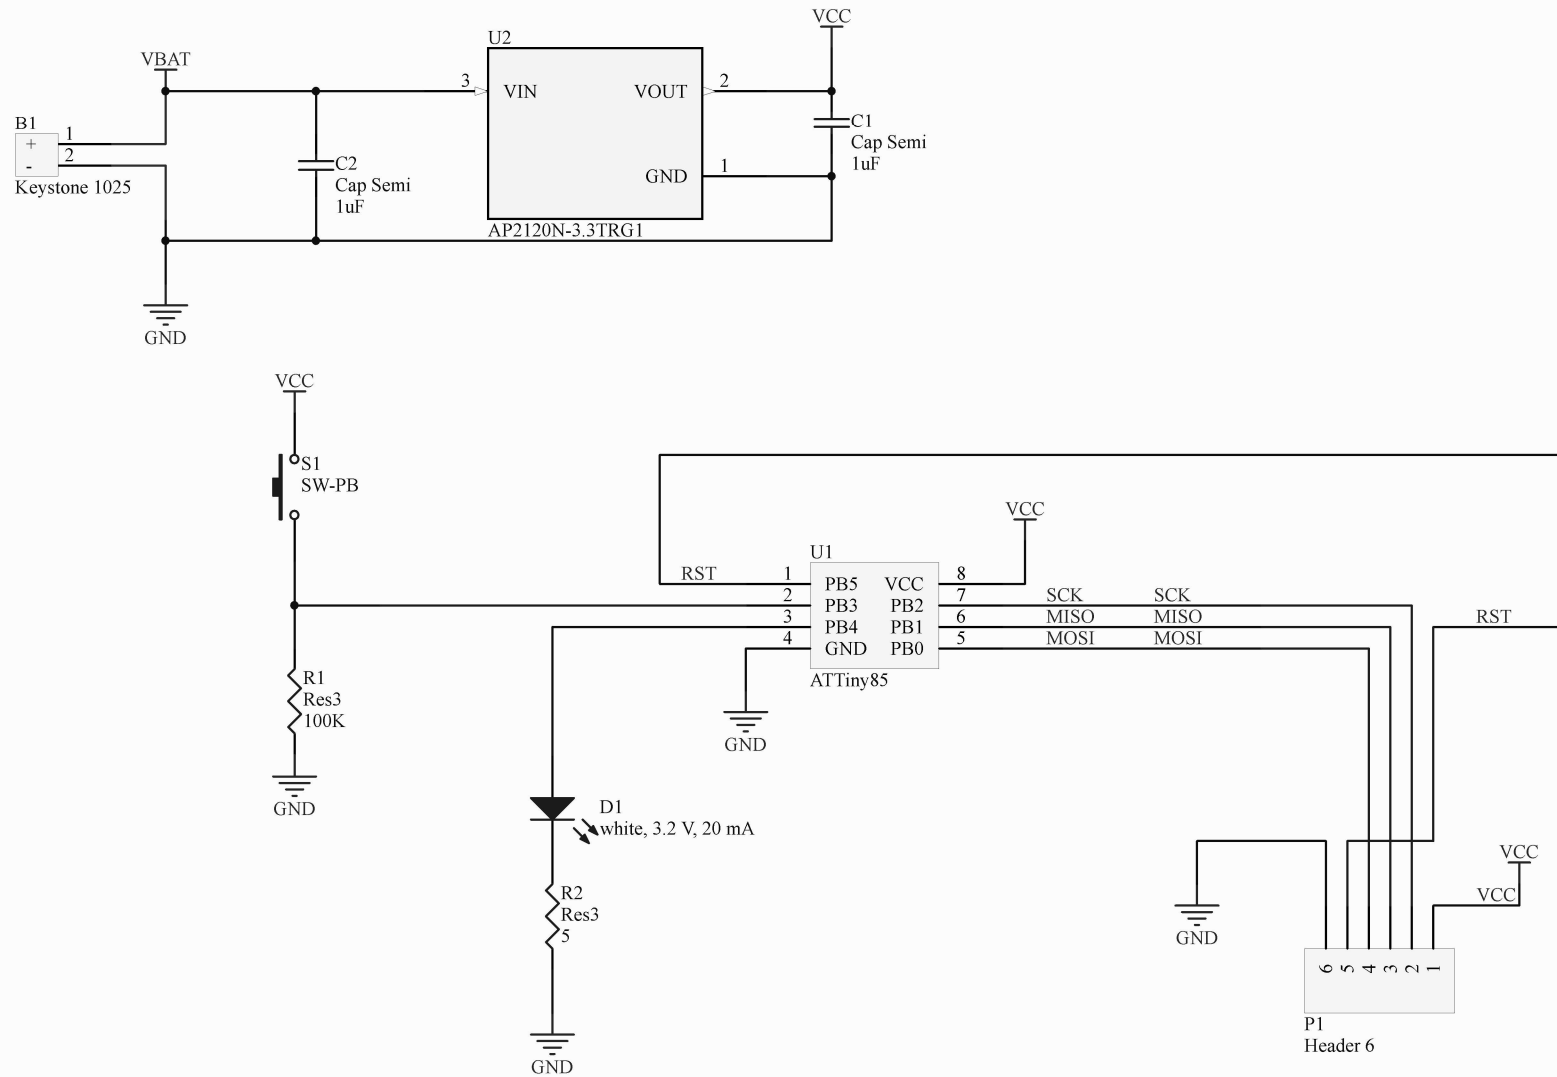 VCC
U2
VBAT
3
VIN
VOUT
2
B1
+
1
C1
-
2
Cap Semi
C2
1uF
GND
1
Keystone 1025
Cap Semi
1uF
AP2120N-3.3TRG1
GND
VCC
S1
SW-PB
VCC
U1
RST
1
PB5
VCC
8
2
PB3
PB2
7
SCK
SCK
3
PB4
PB1
6
MISO
MISO
RST
4
GND
PB0
5
MOSI
MOSI
ATTiny85
R1
Res3
100K
GND
GND
D1
white, 3.2 V, 20 mA
VCC
R2
Res3
5
VCC
GND
6
5
4
3
2
1
P1
Header 6
GND